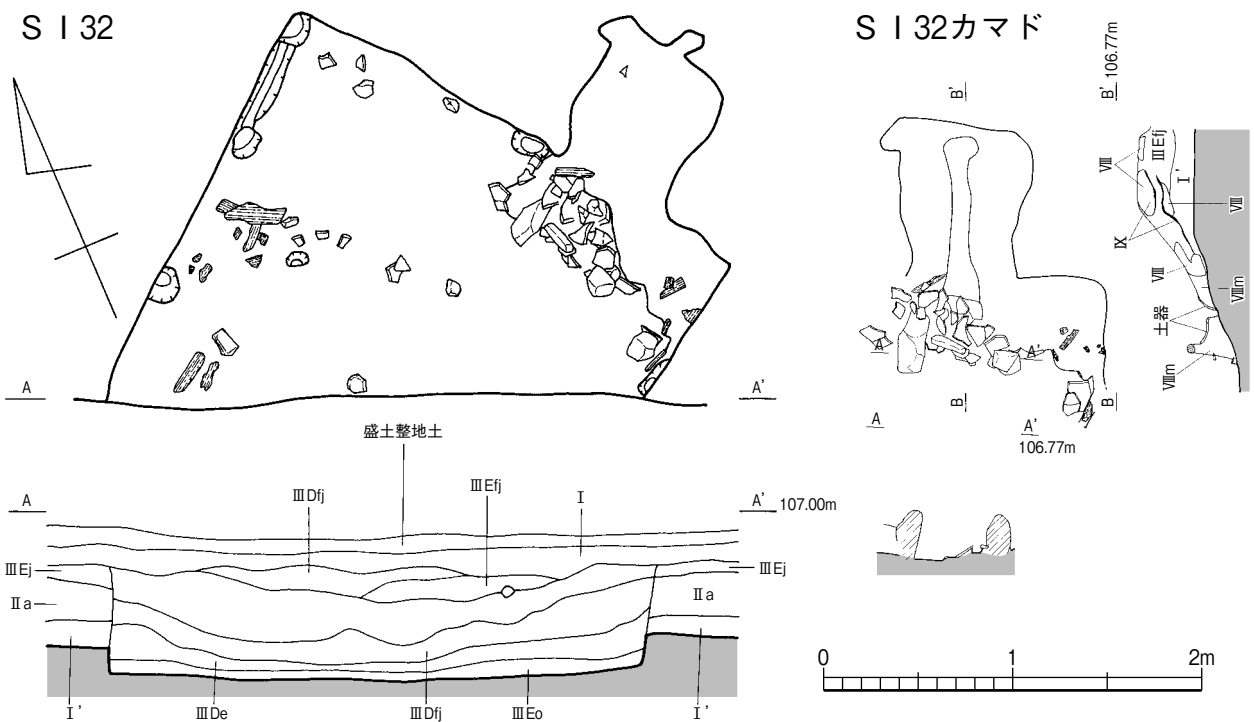 ＳＩ32
ＳＩ32カマド
B'
B' 106.77m
ⅢEfj
Ⅷ
Ⅰ'
Ⅷ
Ⅸ
Ⅷ
Ⅷm
土器
Ⅷm
A
A'
A
A'
B
B
A
A'
106.77m
盛土整地土
ⅢDfj
ⅢEfj
Ⅰ
A
A' 107.00m
ⅢEj
ⅢEj
Ⅱa
Ⅱa
Ⅰ'
ⅢDe
ⅢDfj
ⅢEo
Ⅰ'
0
1
2m